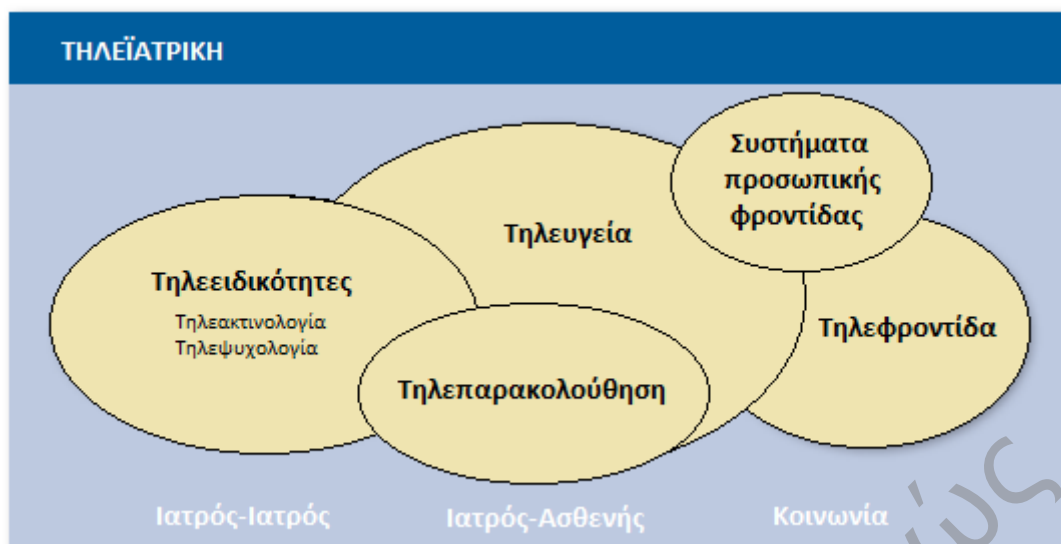 ΤΗΛΕΪΑΤΡΙΚΗ
Συστήματα
προσωπικής
φροντίδας
Τηλευγεία
Τηλεειδικότητες
Τηλεακτινολογία
Τηλεψυχολογία
Τηλεφροντίδα
Τηλεπαρακολούθηση
Ιατρός-Ιατρός
Ιατρός-Ασθενής
Κοινωνία